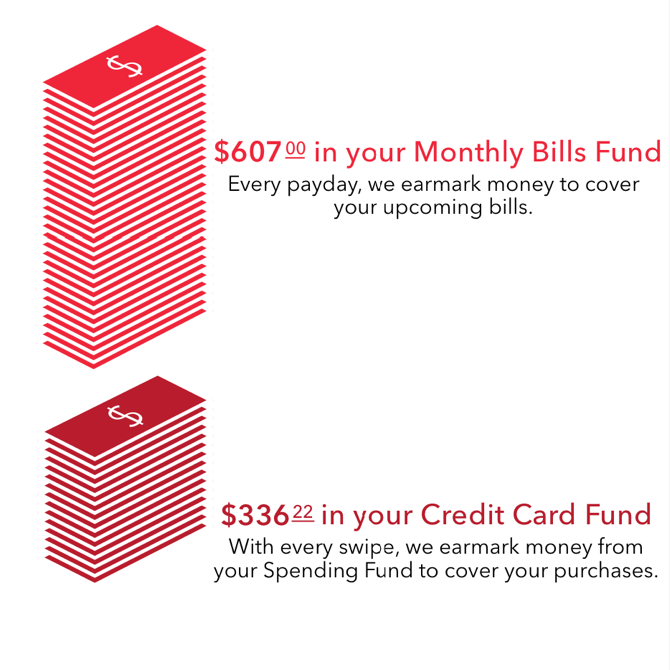 $
$607 00 in your Monthly Bills Fund
Every payday, we earmark money to cover
your upcoming bills.
$
$336 22 in your Credit Card Fund
With every swipe, we earmark money from
your Spending Fund to cover your purchases.